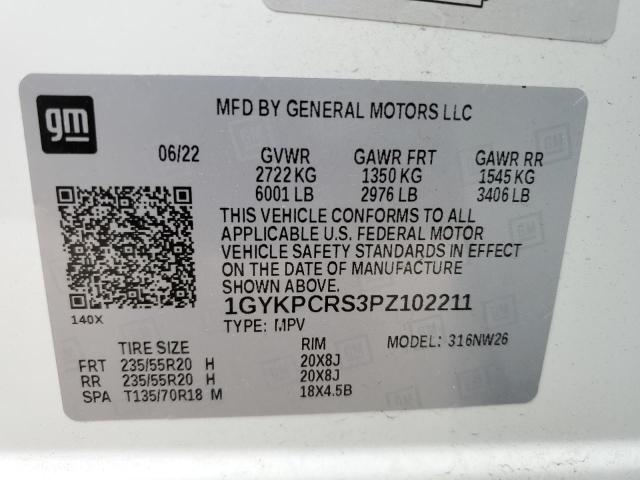 gm
MFD BY GENERAL MOTORS LLC
06/22 GVWR GAWR FRT GAWR RR
2722 KG 1350 KG 1545 KG
6001 LB 2976 LB 3406 LB
THIS VEHICLE CONFORMS TO ALL
APPLICABLE U.S. FEDERAL MOTOR
VEHICLE SAFETY STANDARDS IN EFFECT
ON THE DATE OF MANUFACTURE
SHOWN ABOVE.
1GYKPCRS3PZ102211
140X
TYPE: MPV MODEL: 316NW26
TIRE SIZE RIM
FRT 235/55R20 H 20X8J
RR 235/55R20 H 20X8J
SPA T135/70R18 M 18X4.5B